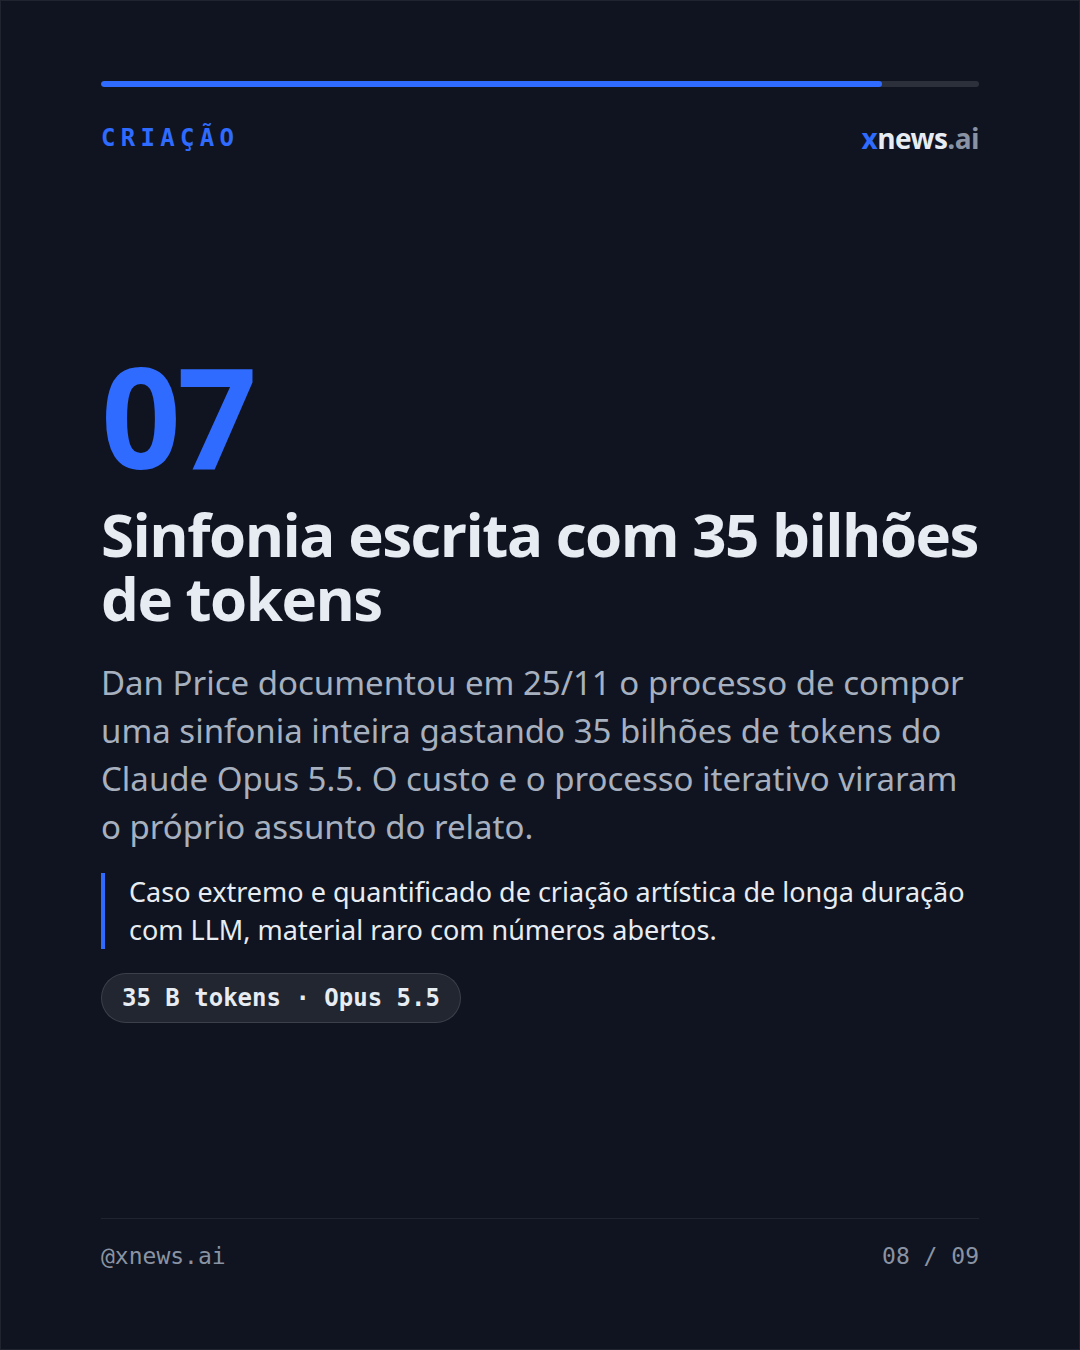 CRIAÇÃO
xnews.ai
07
Sinfonia escrita com 35 bilhões
de tokens
Dan Price documentou em 25/11 o processo de compor
uma sinfonia inteira gastando 35 bilhões de tokens do
Claude Opus 5.5. O custo e o processo iterativo viraram
o próprio assunto do relato.
Caso extremo e quantificado de criação artística de longa duração
com LLM, material raro com números abertos.
35 B tokens · Opus 5.5
@xnews.ai
08 / 09